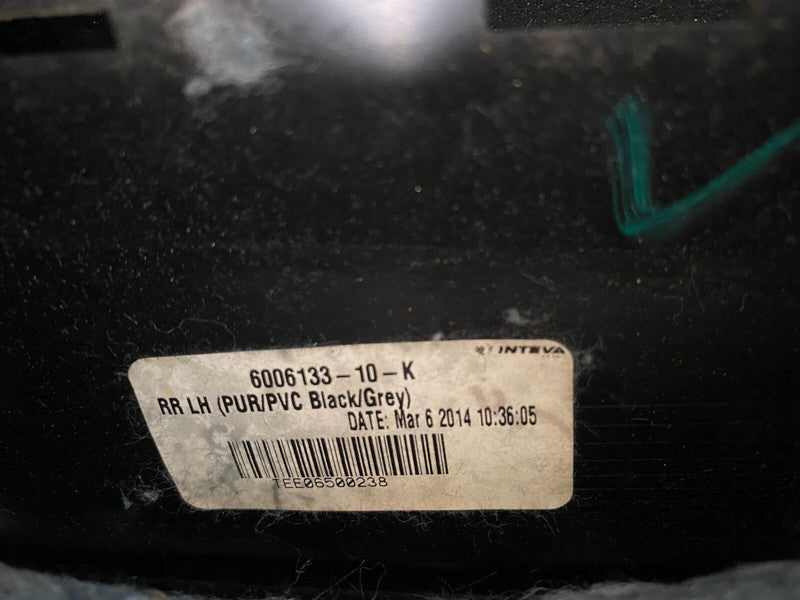 INTEVA
6006133-10-K
RR LH (PUR/PVC Black/Grey)
DATE: Mar 6 2014 10:36:05
TEE06500238